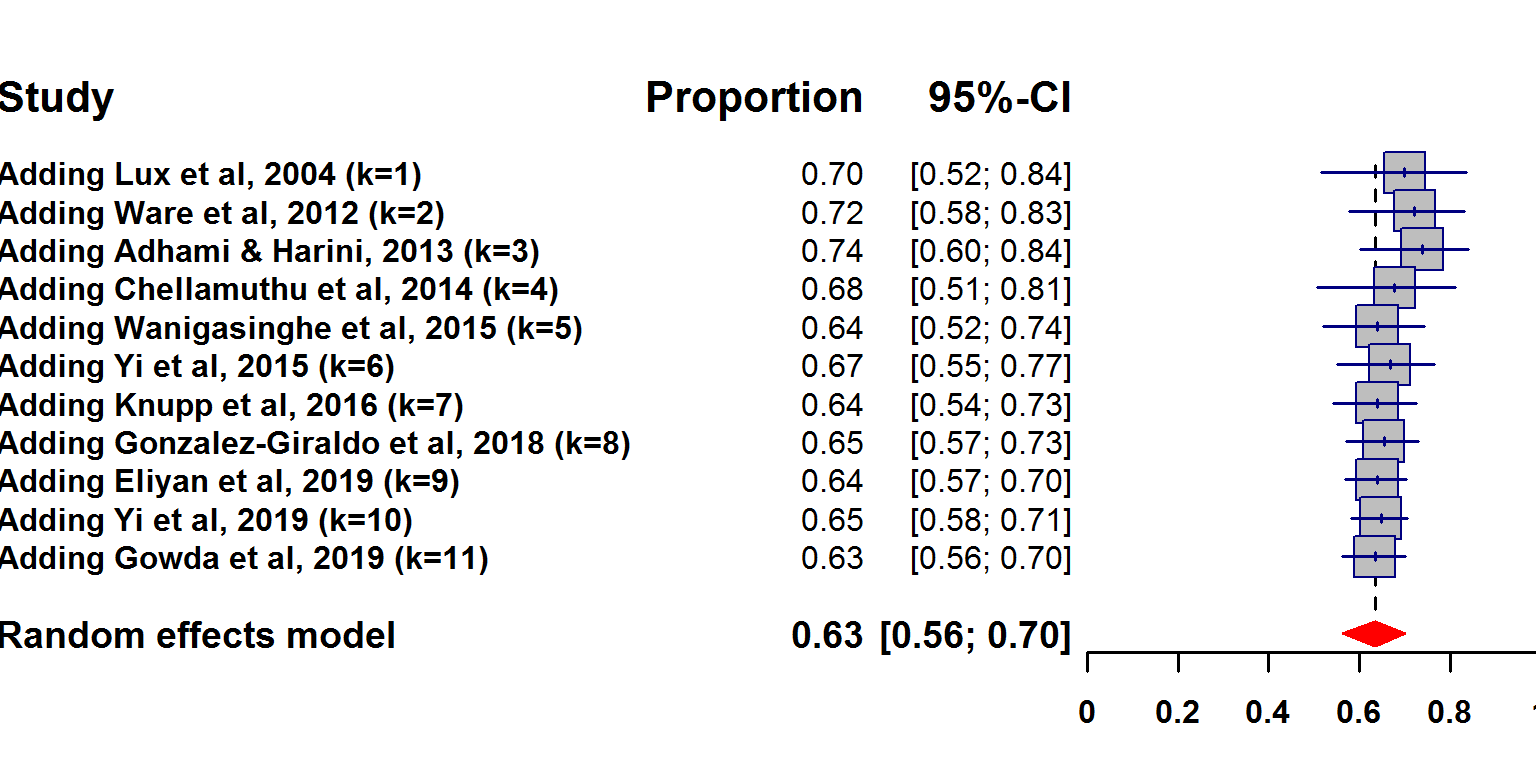 Study Proportion 95%-CI
Adding Lux et al, 2004 (k=1) 0.70 [0.52; 0.84]
Adding Ware et al, 2012 (k=2) 0.72 [0.58; 0.83]
Adding Adhami & Harini, 2013 (k=3) 0.74 [0.60; 0.84]
Adding Chellamuthu et al, 2014 (k=4) 0.68 [0.51; 0.81]
Adding Wanigasinghe et al, 2015 (k=5) 0.64 [0.52; 0.74]
Adding Yi et al, 2015 (k=6) 0.67 [0.55; 0.77]
Adding Knupp et al, 2016 (k=7) 0.64 [0.54; 0.73]
Adding Gonzalez-Giraldo et al, 2018 (k=8) 0.65 [0.57; 0.73]
Adding Eliyan et al, 2019 (k=9) 0.64 [0.57; 0.70]
Adding Yi et al, 2019 (k=10) 0.65 [0.58; 0.71]
Adding Gowda et al, 2019 (k=11) 0.63 [0.56; 0.70]
Random effects model 0.63 [0.56; 0.70]
0 0.2 0.4 0.6 0.8